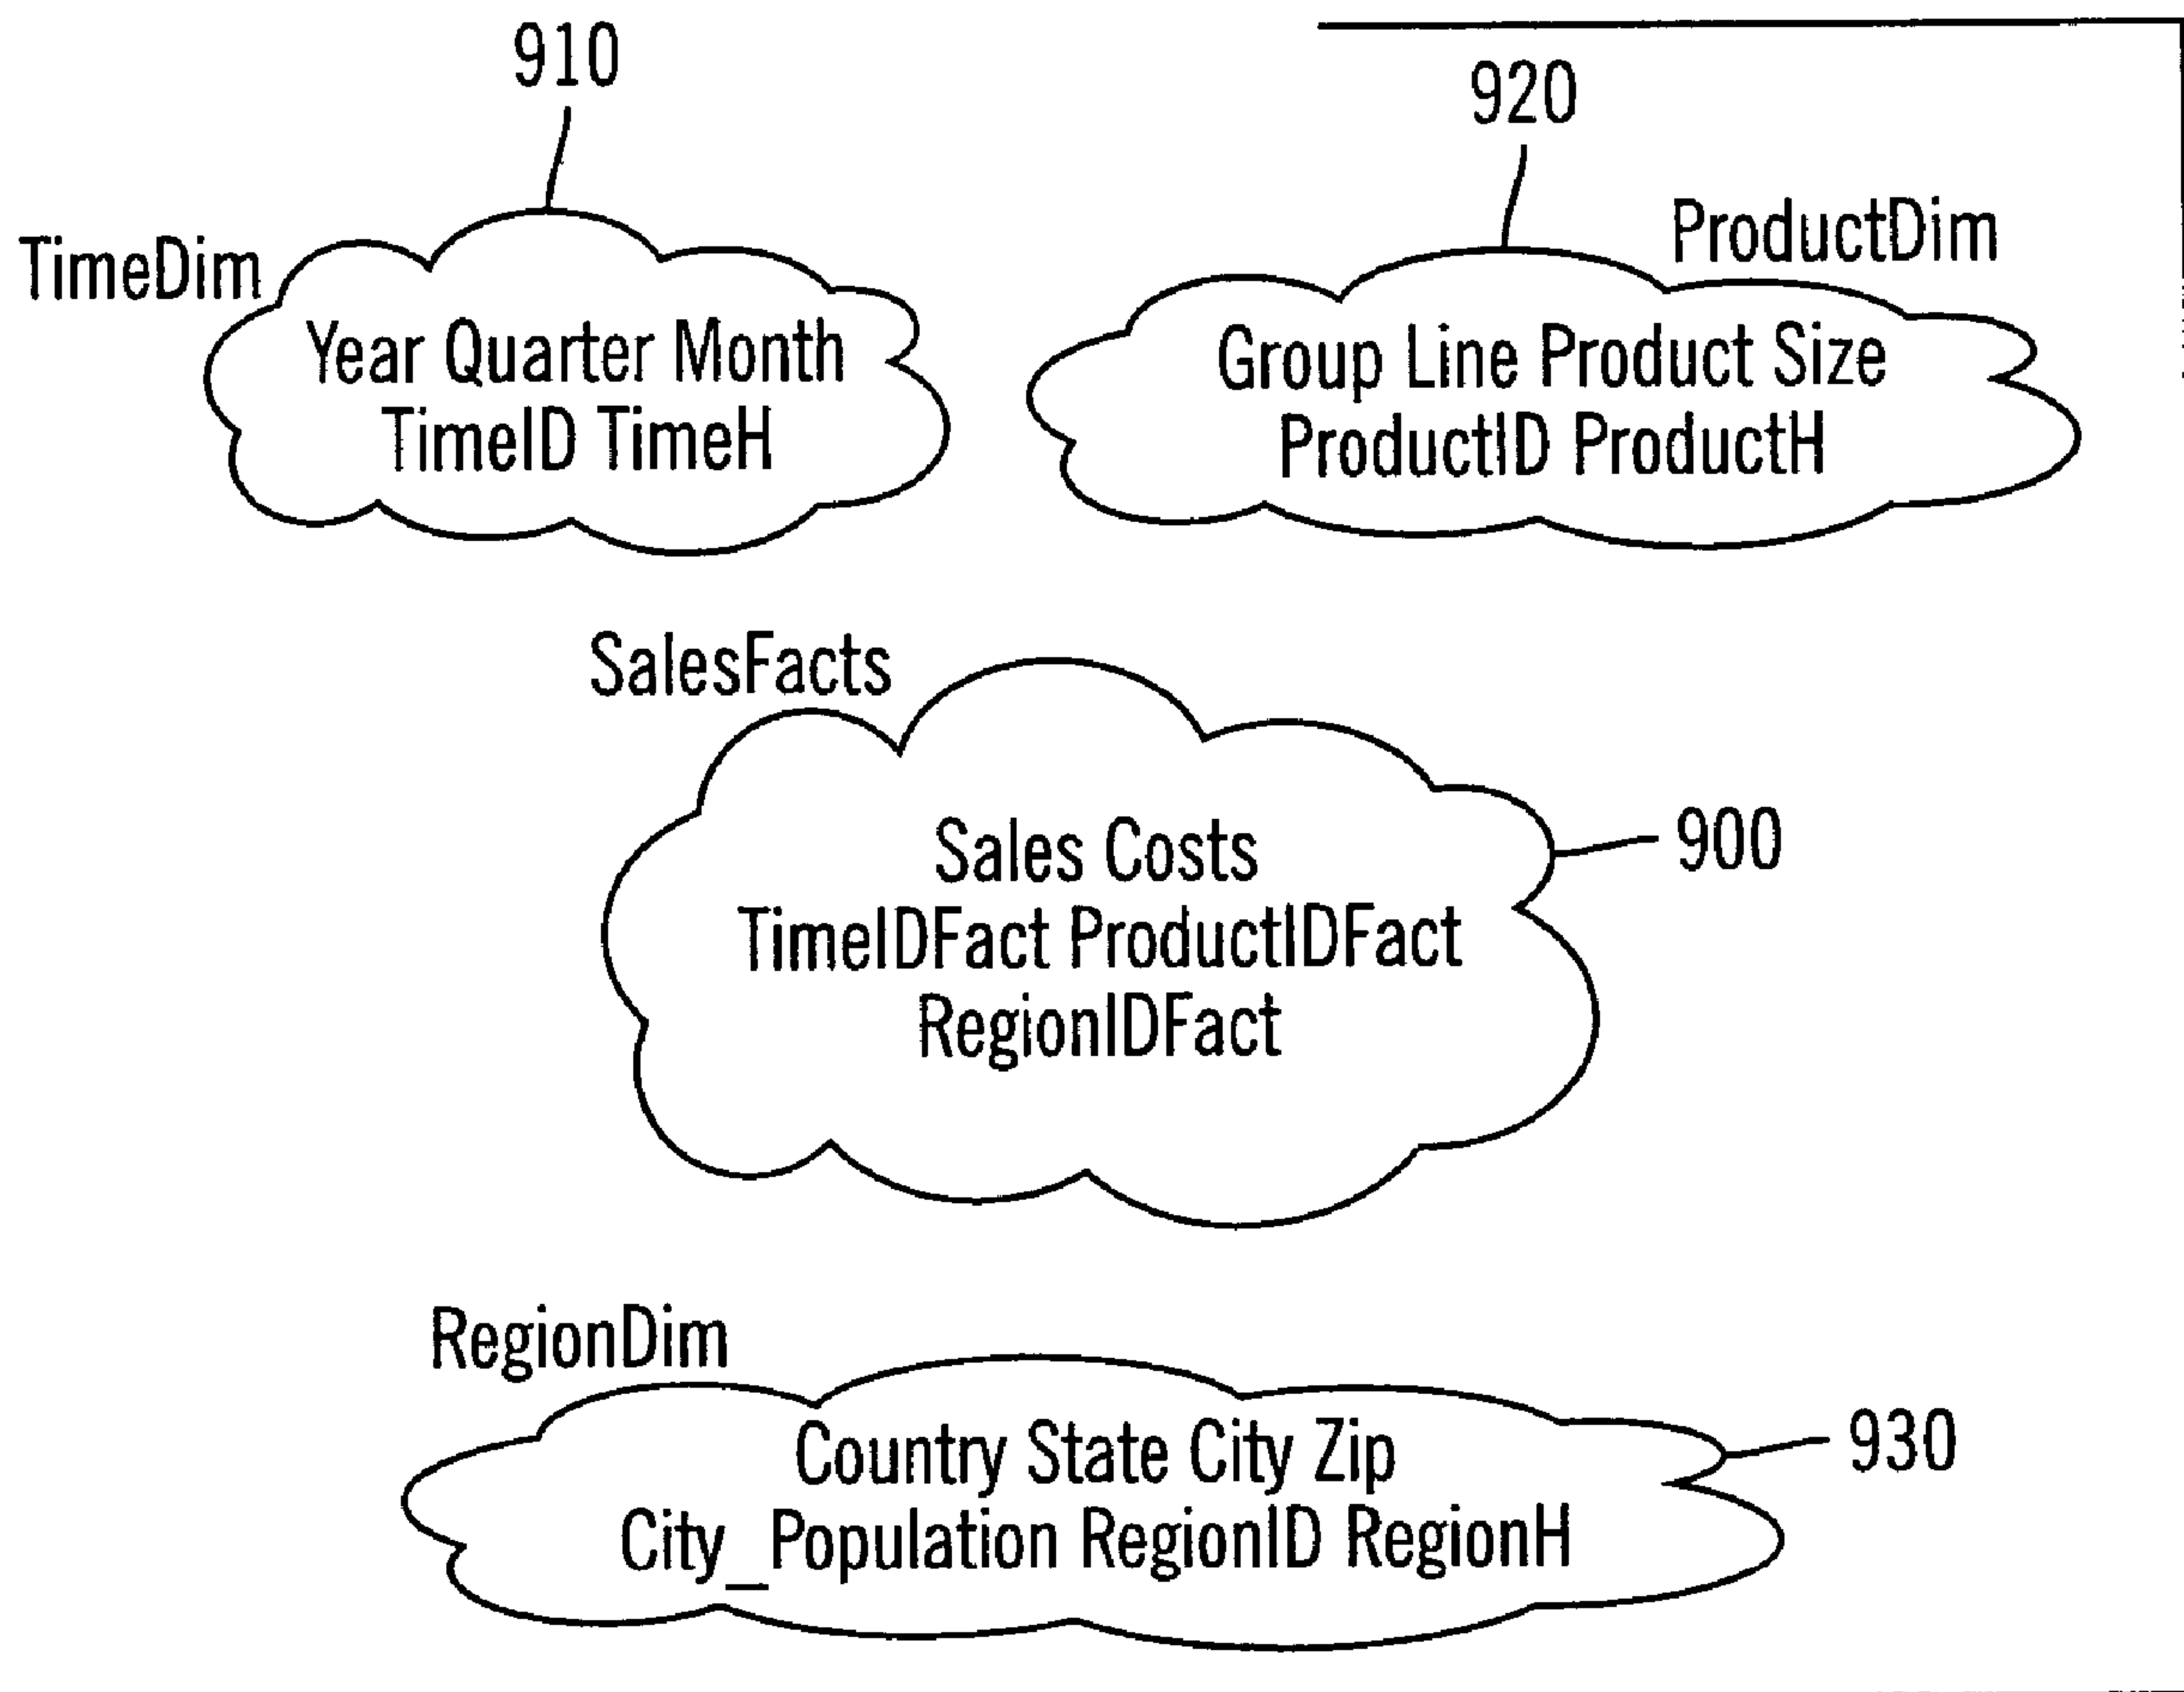 910
920
TimeDim
ProductDim
Year Quarter Month
TimeID TimeH
Group Line Product Size
ProductID ProductH
SalesFacts
Sales Costs
900
TimeIDFact ProductIDFact
RegionIDFact
RegionDim
Country State City Zip
930
City_Population RegionID RegionH